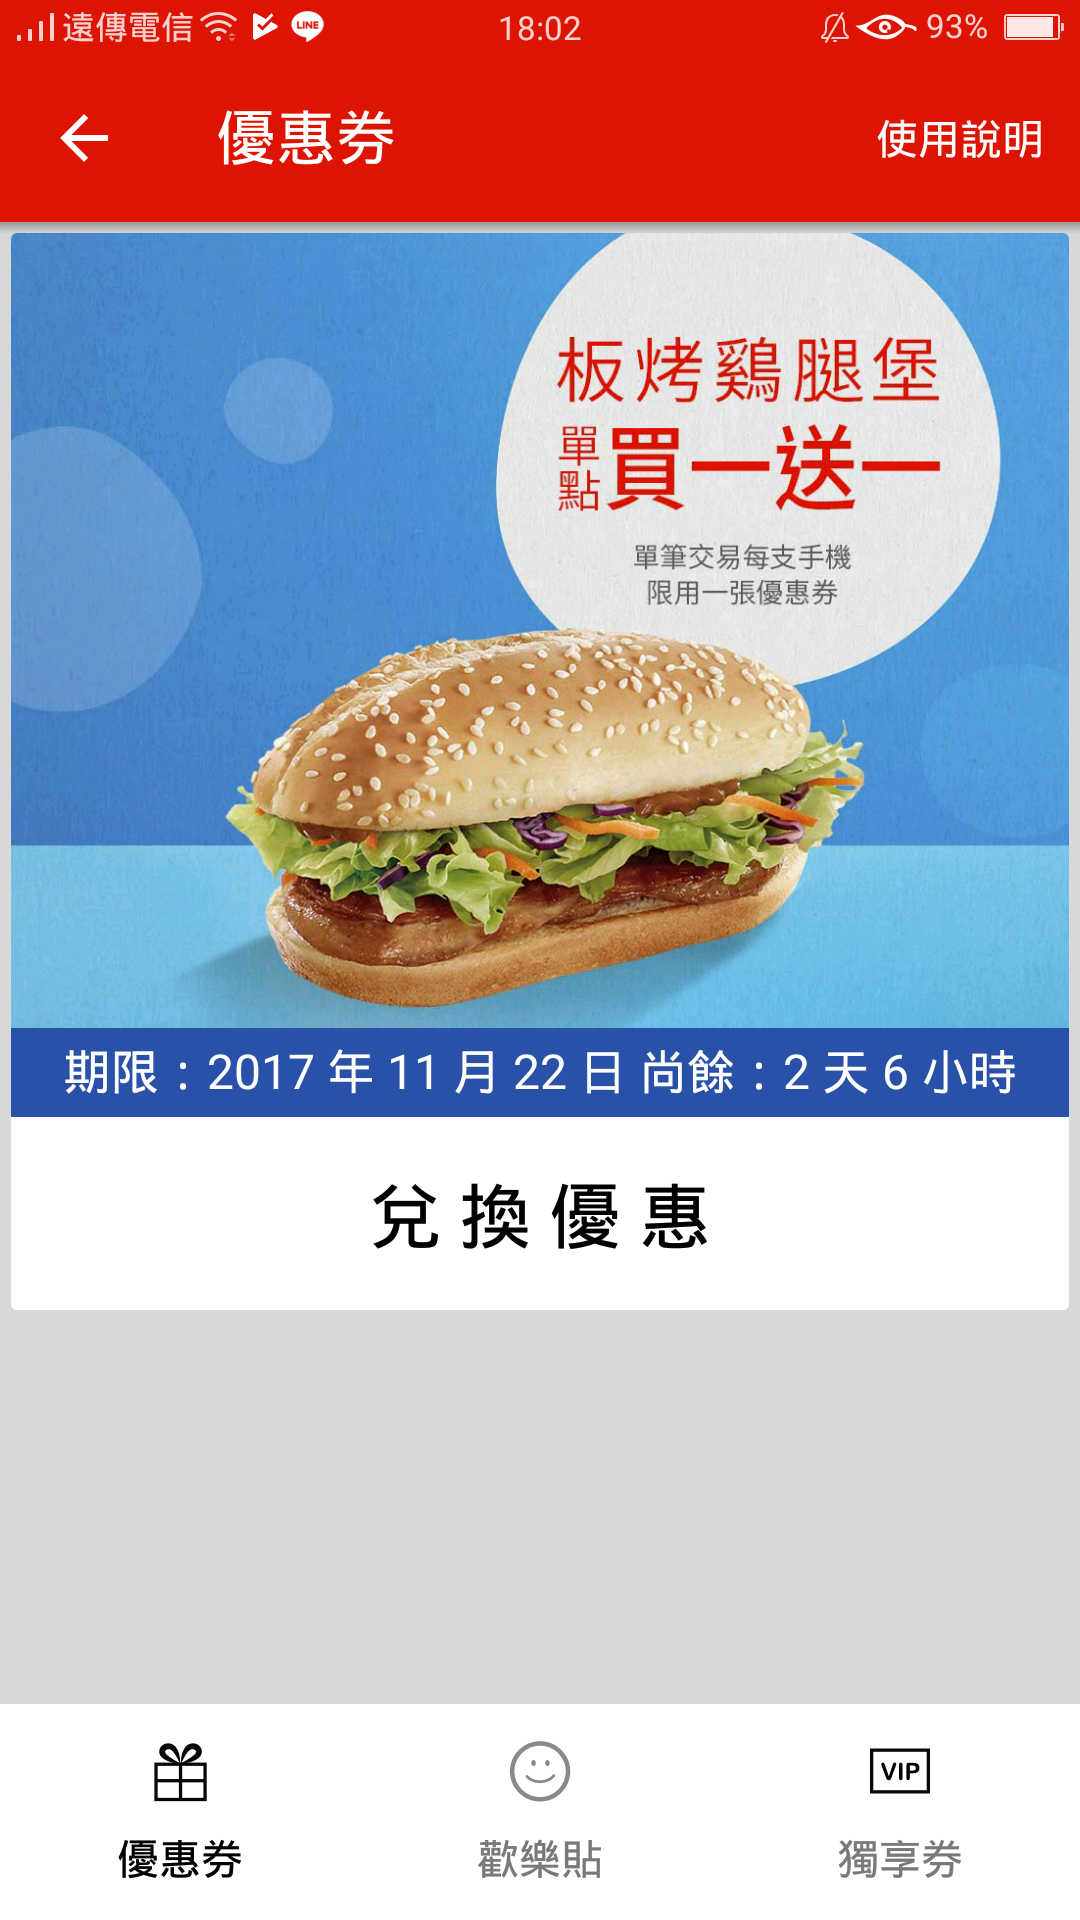 遠傳電信 LINE 18:02 93%
優惠券 使用說明
板烤鷄腿堡
單點買一送一
單筆交易每支手機
限用一張優惠券
期限：2017 年 11 月 22 日 尚餘：2 天 6 小時
兌換優惠
VIP
優惠券 歡樂貼 獨享券